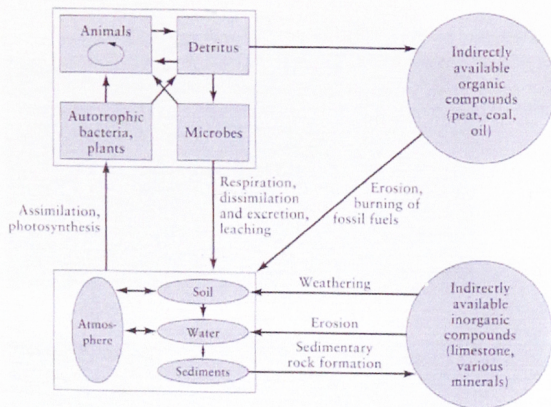 Animals
Detritus
Autotrophic
bacteria,
plants
Microbes
Indirectly
available
organic
compounds
(peat, coal,
oil)
Assimilation,
photosynthesis
Respiration,
dissimilation
and excretion,
leaching
Erosion,
burning of
fossil fuels
Atmos-
phere
Soil
Water
Sediments
Weathering
Erosion
Sedimentary
rock formation
Indirectly
available
inorganic
compounds
(limestone,
various
minerals)